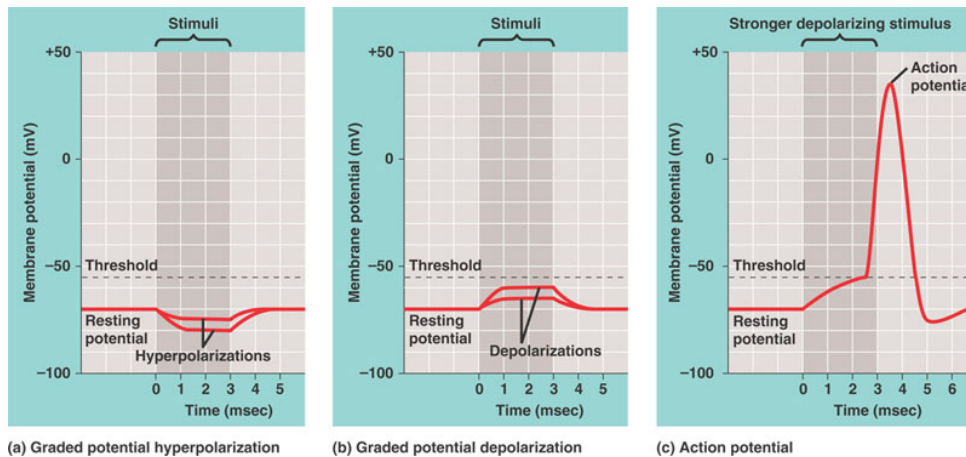 Stimuli
+50
0
−50
−100
Membrane potential (mV)
Threshold
Resting
potential
Hyperpolarizations
0 1 2 3 4 5
Time (msec)
(a) Graded potential hyperpolarization
Stimuli
+50
0
−50
−100
Membrane potential (mV)
Threshold
Resting
potential
Depolarizations
0 1 2 3 4 5
Time (msec)
(b) Graded potential depolarization
Stronger depolarizing stimulus
+50
0
−50
−100
Membrane potential (mV)
Action
potentia
Threshold
Resting
potential
0 1 2 3 4 5 6
Time (msec)
(c) Action potential